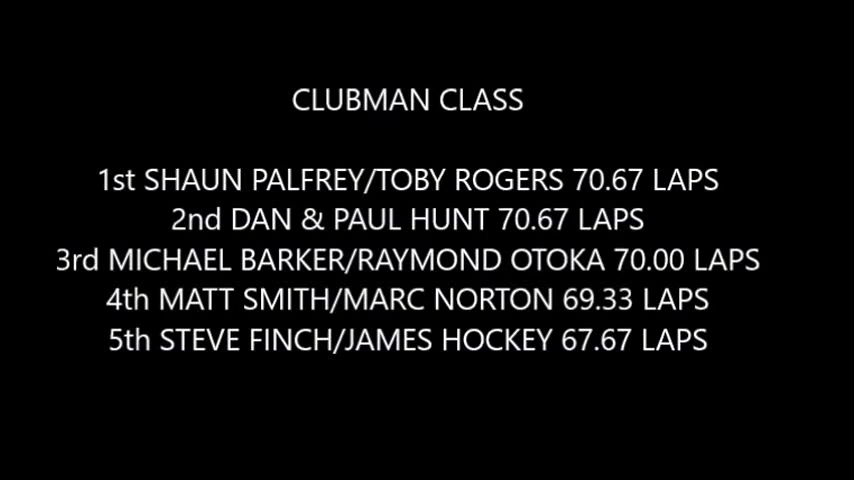 CLUBMAN CLASS
1st SHAUN PALFREY/TOBY ROGERS 70.67 LAPS
2nd DAN & PAUL HUNT 70.67 LAPS
3rd MICHAEL BARKER/RAYMOND OTOKA 70.00 LAPS
4th MATT SMITH/MARC NORTON 69.33 LAPS
5th STEVE FINCH/JAMES HOCKEY 67.67 LAPS